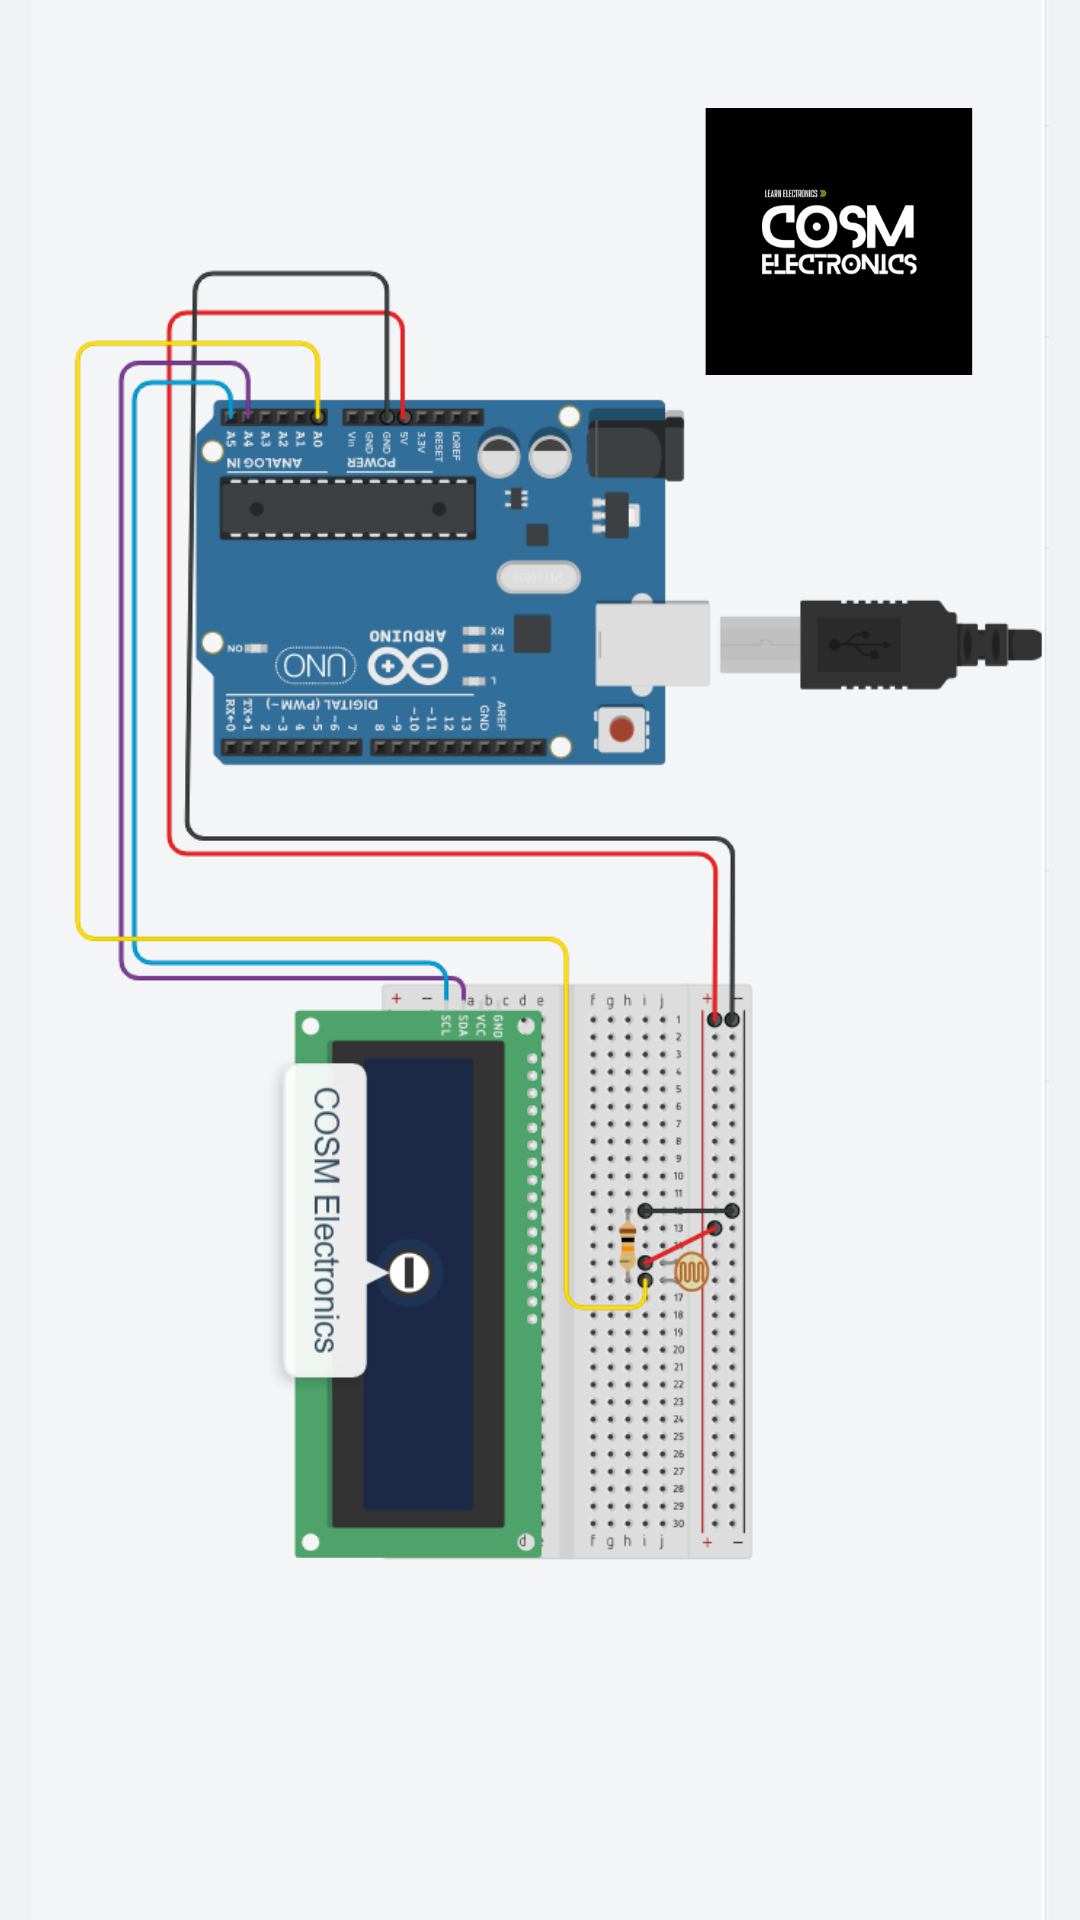 LEARN ELECTRONICS »
COSM
ELECTRONICS
A5 A4 A3 A2 A1 A0
Vin GND GND 5V 3.3V RESET IOREF
ANALOG IN
POWER
RX
TX
L
ON
ARDUINO
UNO
DIGITAL (PWM~)
RX←0 TX→1 2 ~3 4 ~5 ~6 7 8 ~9 ~10 ~11 12 13 GND AREF
+ − a b c d e f g h i j + −
SCL SDA VCC GND
1
2
3
4
5
6
7
8
9
10
11
13
17
18
19
20
21
22
23
24
25
26
27
28
29
30
COSM Electronics
d f g h i j + −